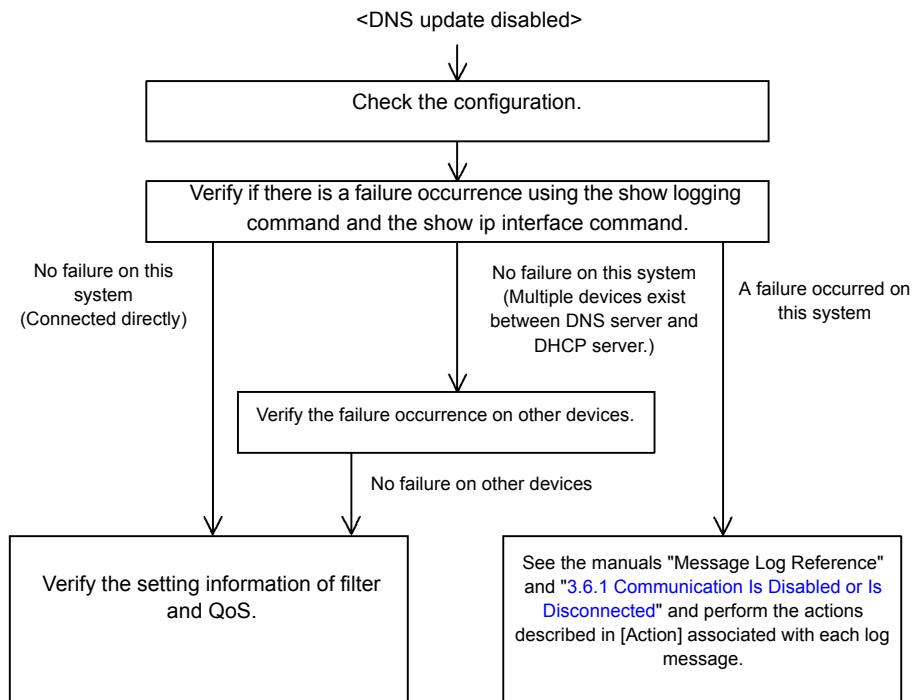 <DNS update disabled>
Check the configuration.
Verify if there is a failure occurrence using the show logging
command and the show ip interface command.
No failure on this
system
(Connected directly)
No failure on this system
(Multiple devices exist
between DNS server and
DHCP server.)
A failure occurred on
this system
Verify the failure occurrence on other devices.
No failure on other devices
Verify the setting information of filter
and QoS.
See the manuals "Message Log Reference"
and "3.6.1 Communication Is Disabled or Is
Disconnected" and perform the actions
described in [Action] associated with each log
message.